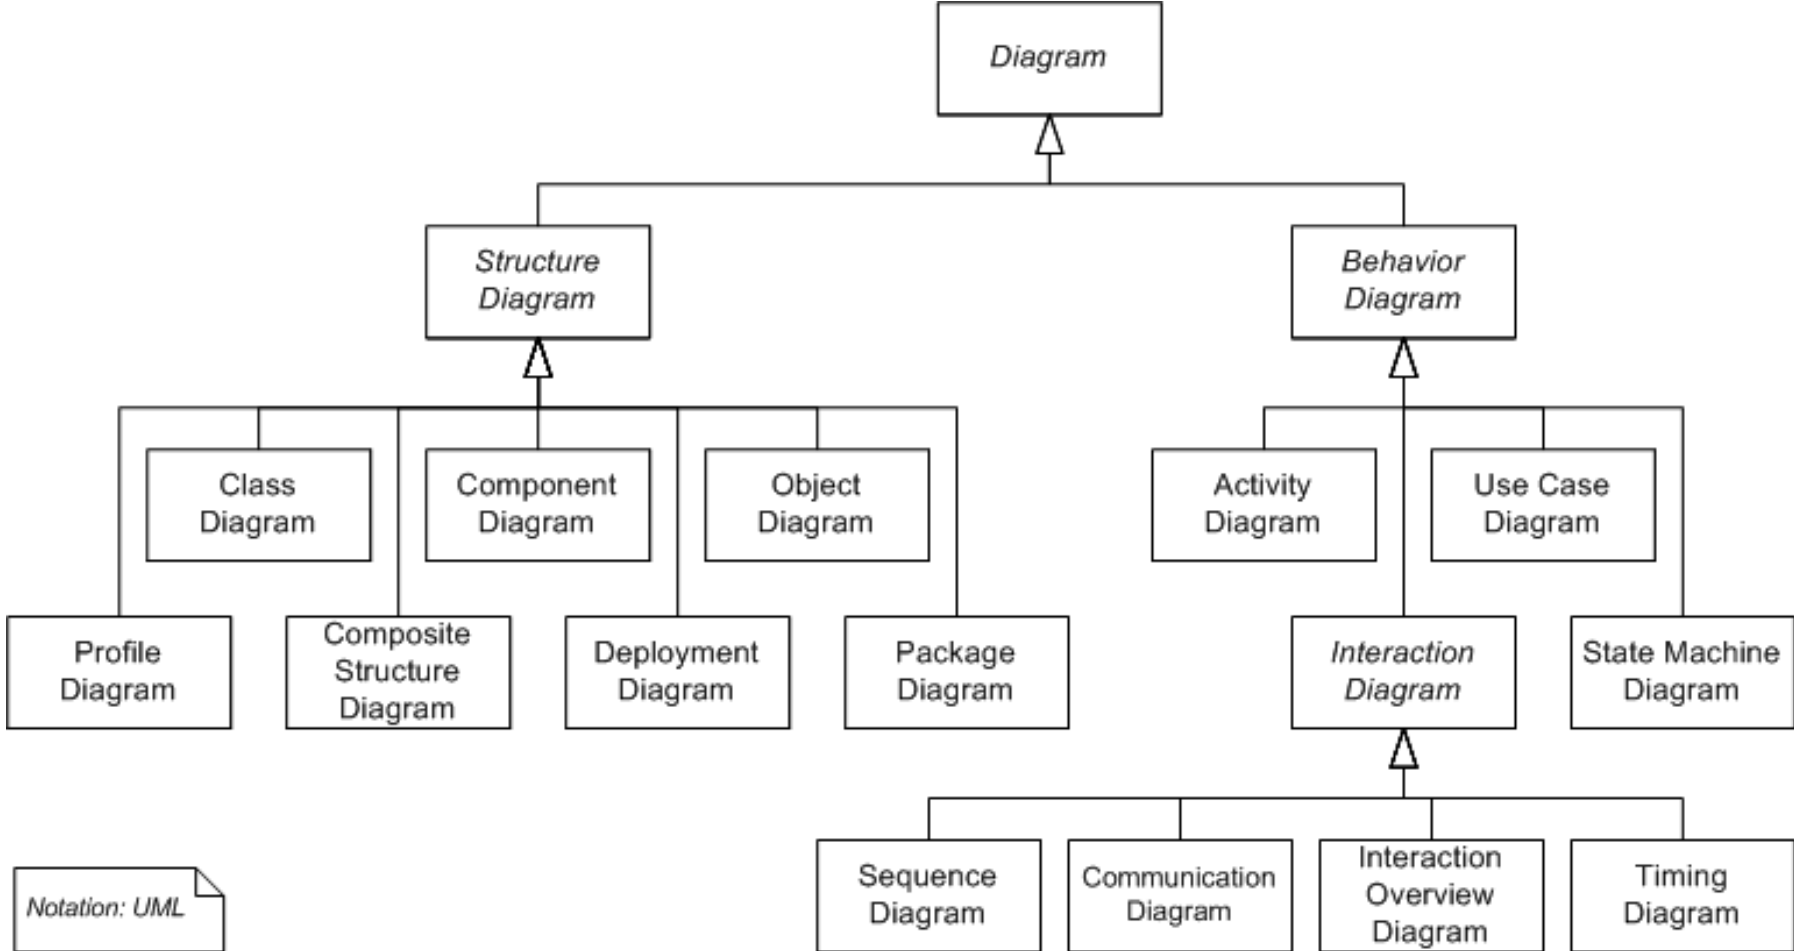 Diagram
Structure
Diagram
Behavior
Diagram
Class
Diagram
Component
Diagram
Object
Diagram
Activity
Diagram
Use Case
Diagram
Profile
Diagram
Composite
Structure
Diagram
Deployment
Diagram
Package
Diagram
Interaction
Diagram
State Machine
Diagram
Sequence
Diagram
Communication
Diagram
Interaction
Overview
Diagram
Timing
Diagram
Notation: UML